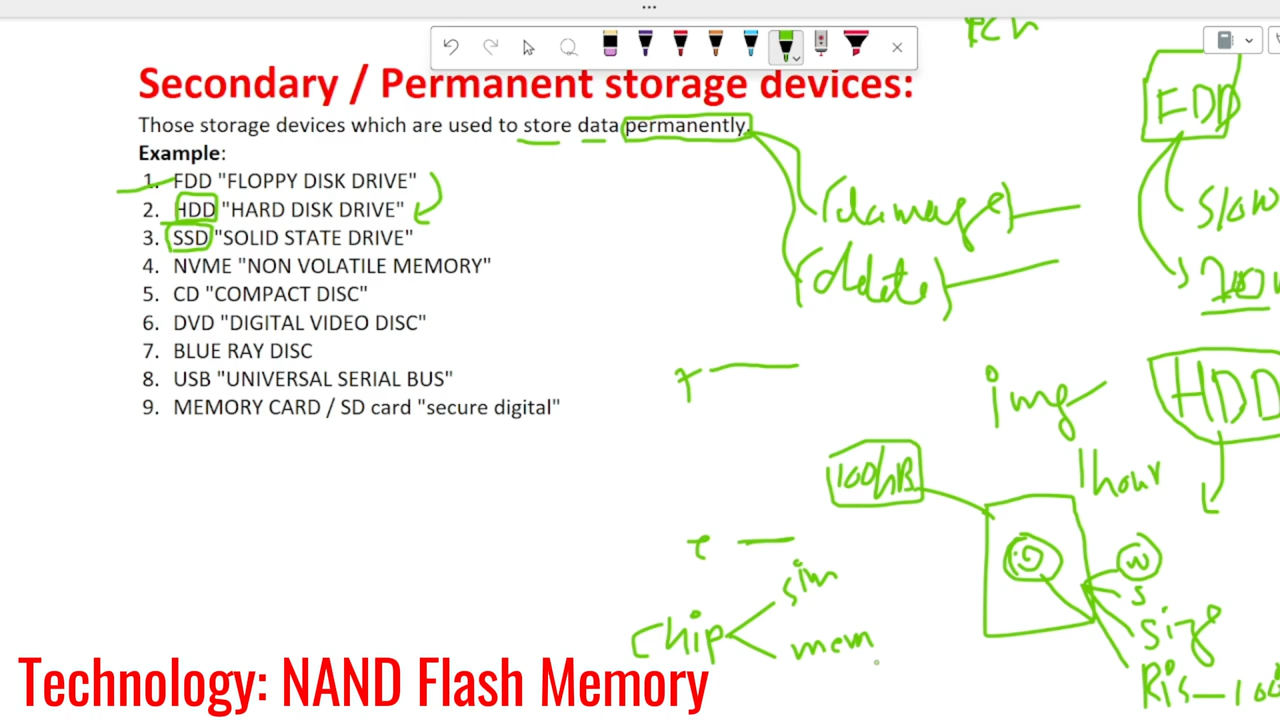 Secondary / Permanent storage devices:
Those storage devices which are used to store data permanently.
Example:
1. FDD "FLOPPY DISK DRIVE"
2. HDD "HARD DISK DRIVE"
3. SSD "SOLID STATE DRIVE"
4. NVME "NON VOLATILE MEMORY"
5. CD "COMPACT DISC"
6. DVD "DIGITAL VIDEO DISC"
7. BLUE RAY DISC
8. USB "UNIVERSAL SERIAL BUS"
9. MEMORY CARD / SD card "secure digital"
FDD
(damage)
slow
HDD
img
1 hour
W
S
size
sim
Chip
mem
Technology: NAND Flash Memory